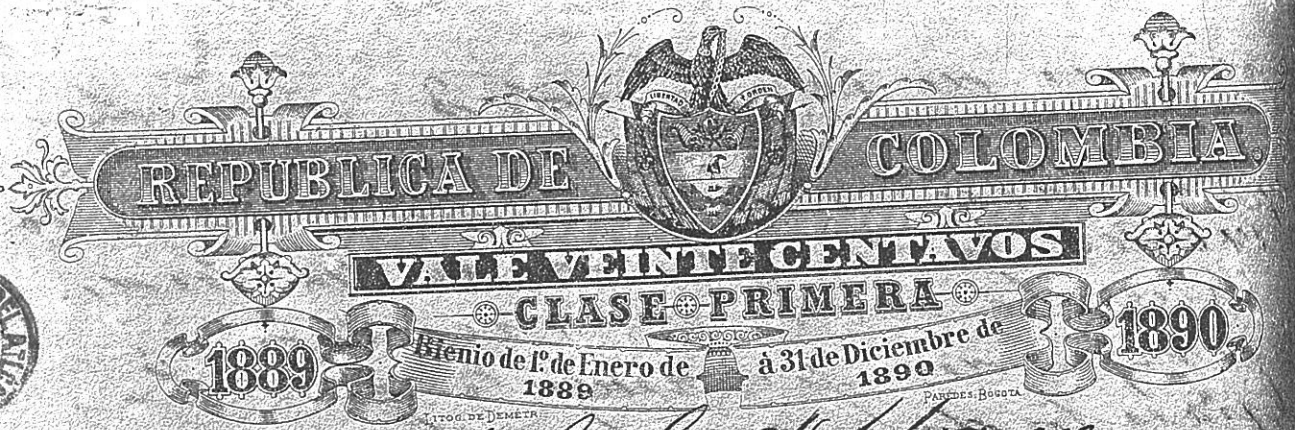 LIBERTAD Y ORDEN
REPUBLICA DE COLOMBIA.
VALE VEINTE CENTAVOS
CLASE PRIMERA
1889
Bienio de 1º de Enero de 1889
à 31 de Diciembre de 1890
1890
LITOG. DE DEMETR PAREDES. BOGOTA